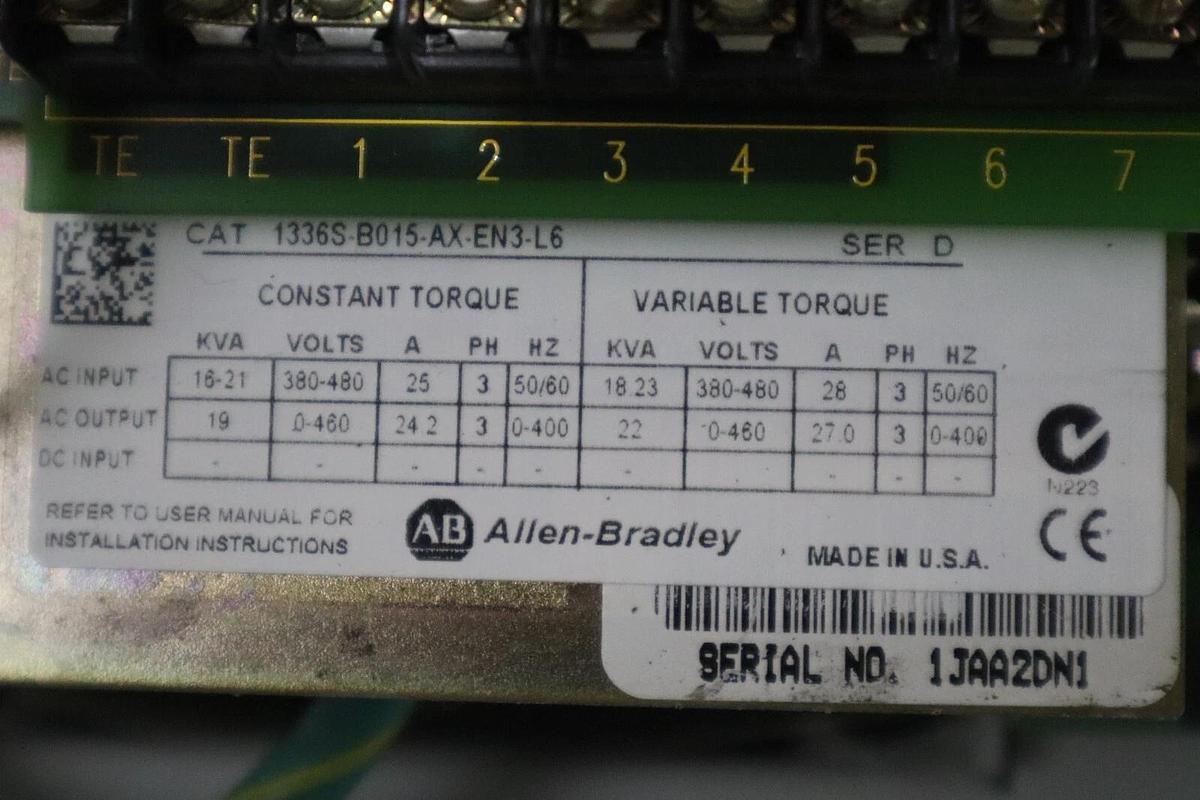 TE TE 1 2 3 4 5 6 7
CAT 1336S-B015-AX-EN3-L6 SER D
CONSTANT TORQUE VARIABLE TORQUE
KVA VOLTS A PH HZ KVA VOLTS A PH HZ
AC INPUT 16-21 380-480 25 3 50/60 18 23 380-480 28 3 50/60
AC OUTPUT 19 0-460 24.2 3 0-400 22 0-460 27.0 3 0-400
DC INPUT - - - - - - - - - -
N223
REFER TO USER MANUAL FOR
INSTALLATION INSTRUCTIONS
AB Allen-Bradley
MADE IN U.S.A.
CE
SERIAL NO. 1JAA2DN1